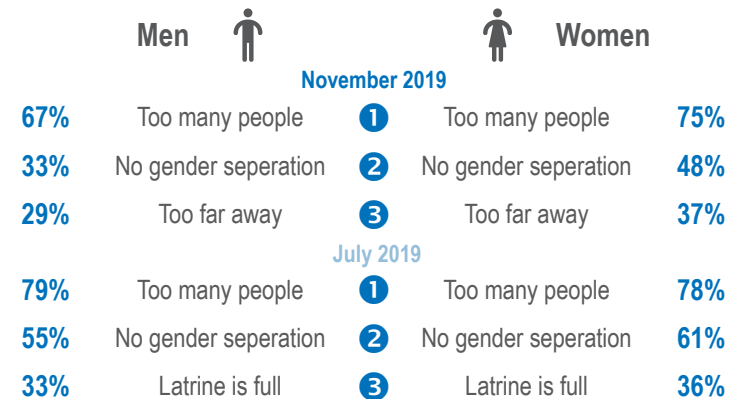 Men Women
November 2019
67% Too many people 1 Too many people 75%
33% No gender seperation 2 No gender seperation 48%
29% Too far away 3 Too far away 37%
July 2019
79% Too many people 1 Too many people 78%
55% No gender seperation 2 No gender seperation 61%
33% Latrine is full 3 Latrine is full 36%